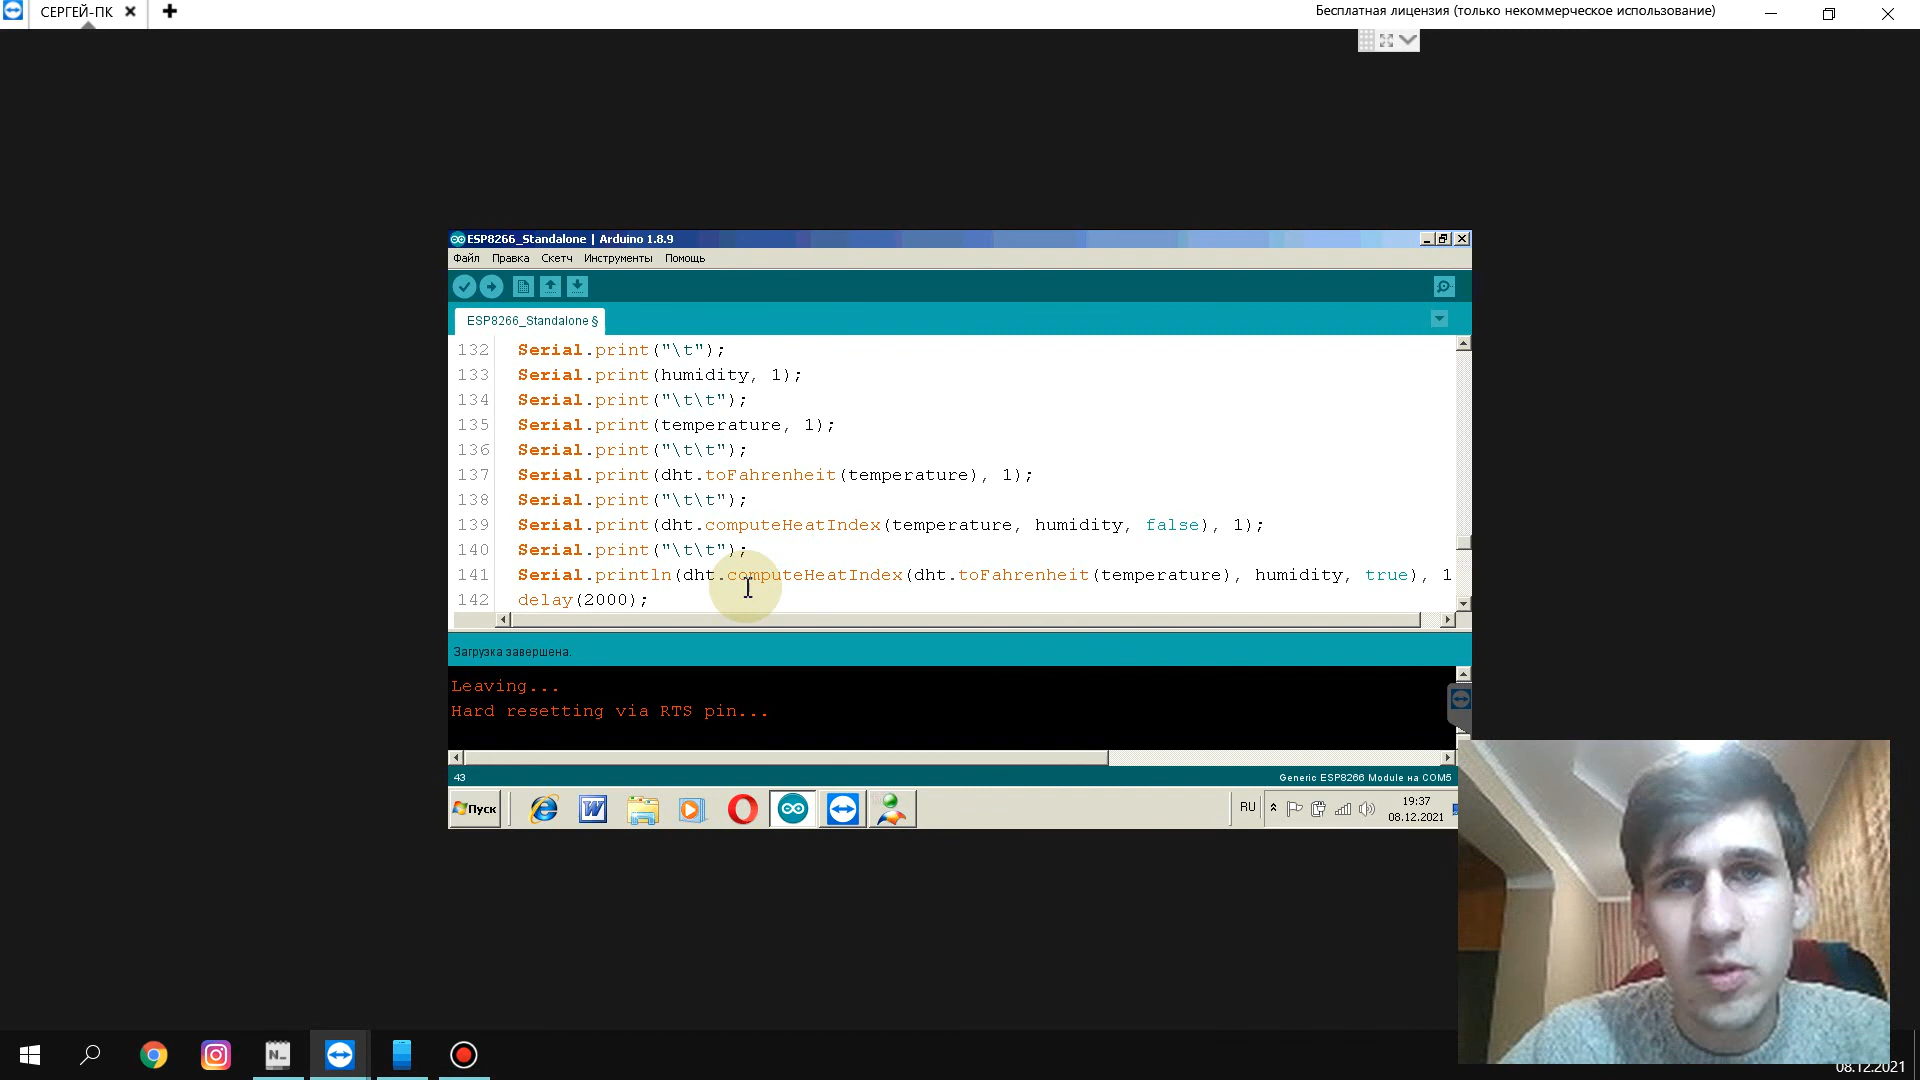 СЕРГЕЙ-ПК
Бесплатная лицензия (только некоммерческое использование)
ESP8266_Standalone | Arduino 1.8.9
Файл Правка Скетч Инструменты Помощь
ESP8266_Standalone §
132 Serial.print("\t");
133 Serial.print(humidity, 1);
134 Serial.print("\t\t");
135 Serial.print(temperature, 1);
136 Serial.print("\t\t");
137 Serial.print(dht.toFahrenheit(temperature), 1);
138 Serial.print("\t\t");
139 Serial.print(dht.computeHeatIndex(temperature, humidity, false), 1);
140 Serial.print("\t\t");
141 Serial.println(dht.computeHeatIndex(dht.toFahrenheit(temperature), humidity, true), 1
142 delay(2000);
Загрузка завершена.
Leaving...
Hard resetting via RTS pin...
43
Generic ESP8266 Module на COM5
Пуск
RU
19:37
08.12.2021
08.12.2021